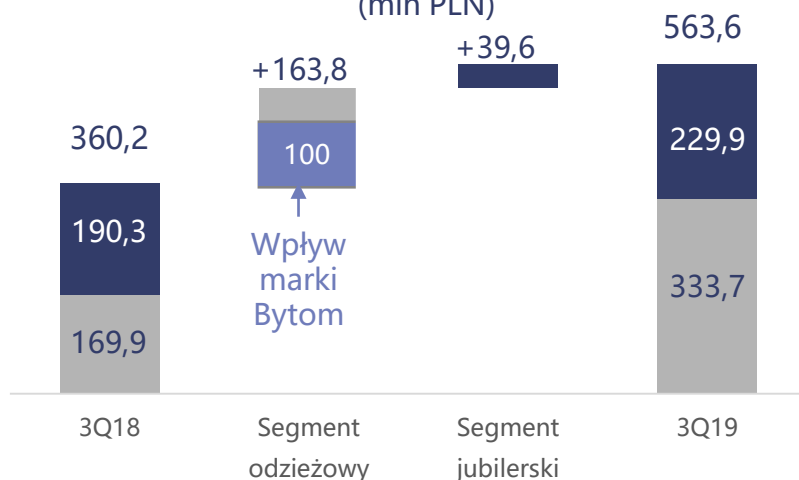 (mln PLN)
563,6
+39,6
+163,8
360,2
100
229,9
190,3
Wpływ
marki
Bytom
333,7
169,9
3Q18
Segment
odzieżowy
Segment
jubilerski
3Q19